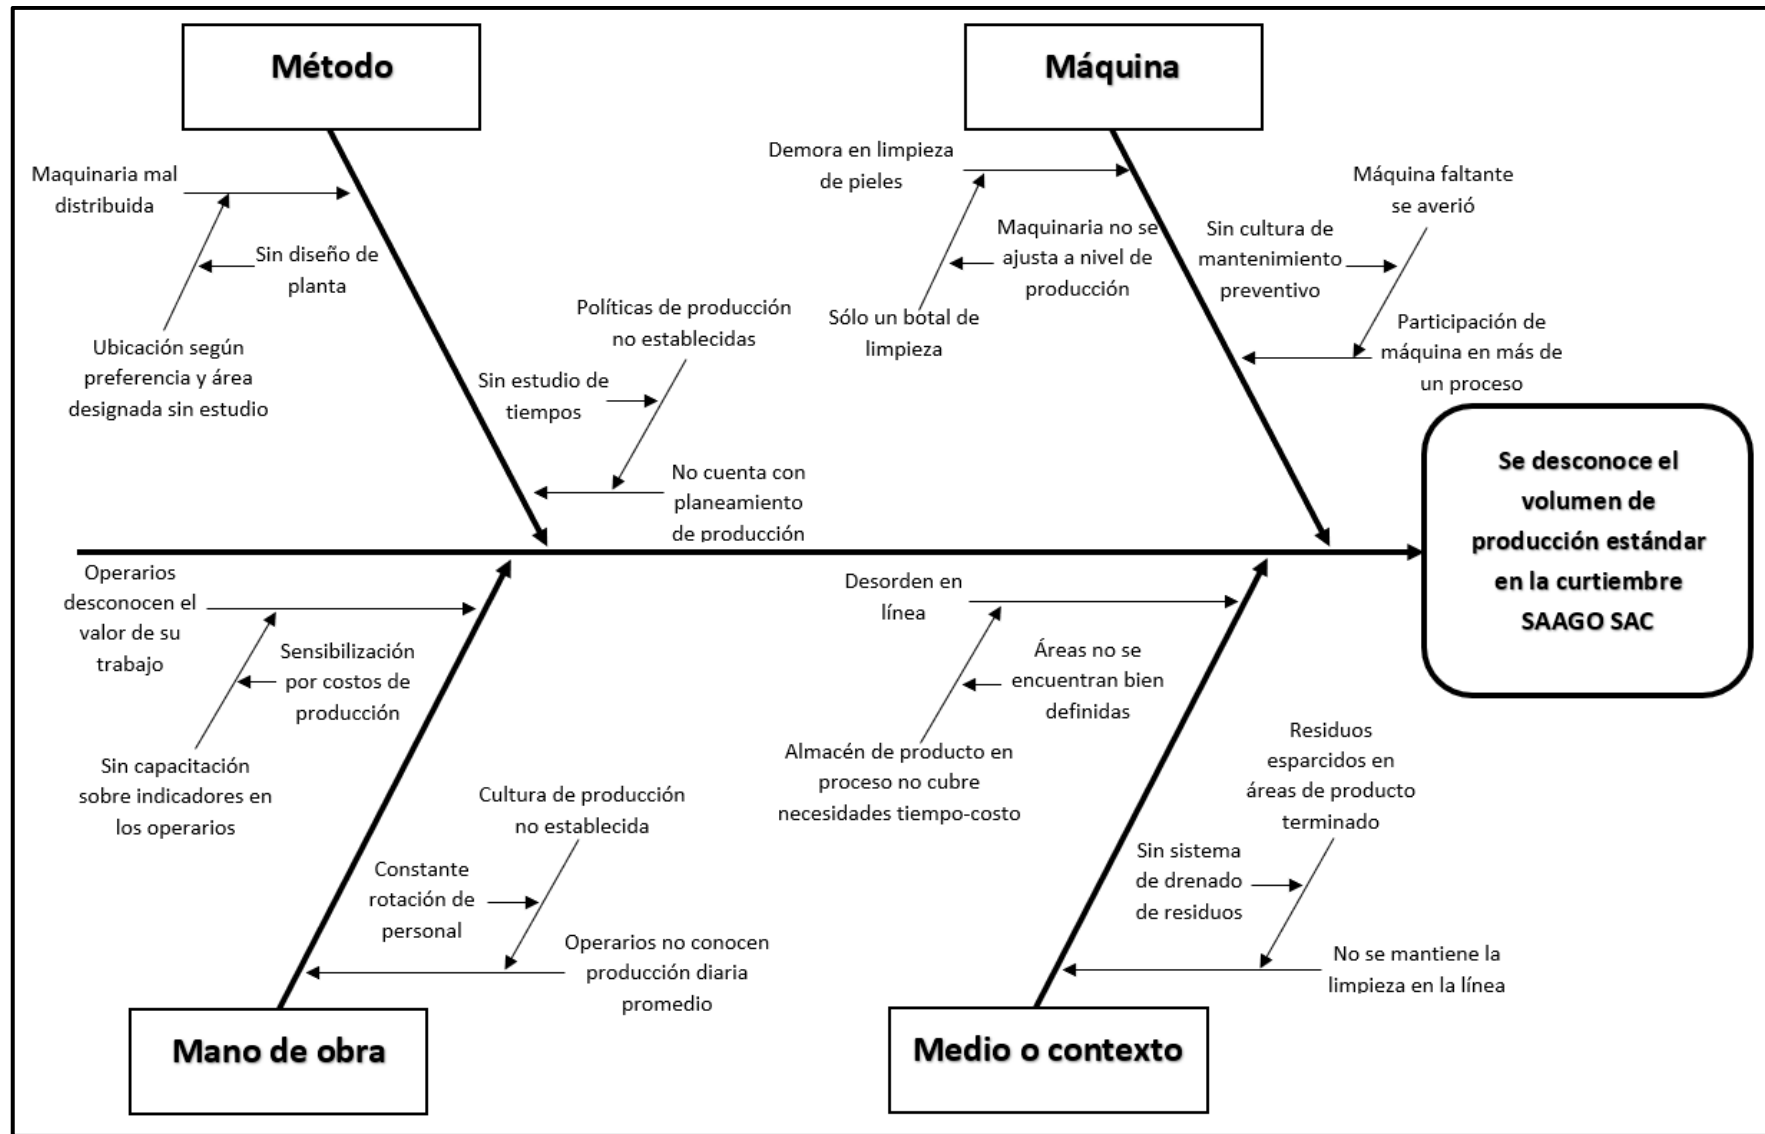 Método
Máquina
Maquinaria mal
distribuida
Sin diseño de
planta
Ubicación según
preferencia y área
designada sin estudio
Políticas de producción
no establecidas
Sin estudio de
tiempos
No cuenta con
planeamiento
de producción
Demora en limpieza
de pieles
Maquinaria no se
ajusta a nivel de
producción
Sólo un botal de
limpieza
Máquina faltante
se averió
Sin cultura de
mantenimiento
preventivo
Participación de
máquina en más de
un proceso
Se desconoce el
volumen de
producción estándar
en la curtiembre
SAAGO SAC
Operarios
desconocen el
valor de su
trabajo
Sensibilización
por costos de
producción
Sin capacitación
sobre indicadores en
los operarios
Cultura de producción
no establecida
Constante
rotación de
personal
Operarios no conocen
producción diaria
promedio
Desorden en
línea
Áreas no se
encuentran bien
definidas
Almacén de producto en
proceso no cubre
necesidades tiempo-costo
Residuos
esparcidos en
áreas de producto
terminado
Sin sistema
de drenado
de residuos
No se mantiene la
limpieza en la línea
Mano de obra
Medio o contexto